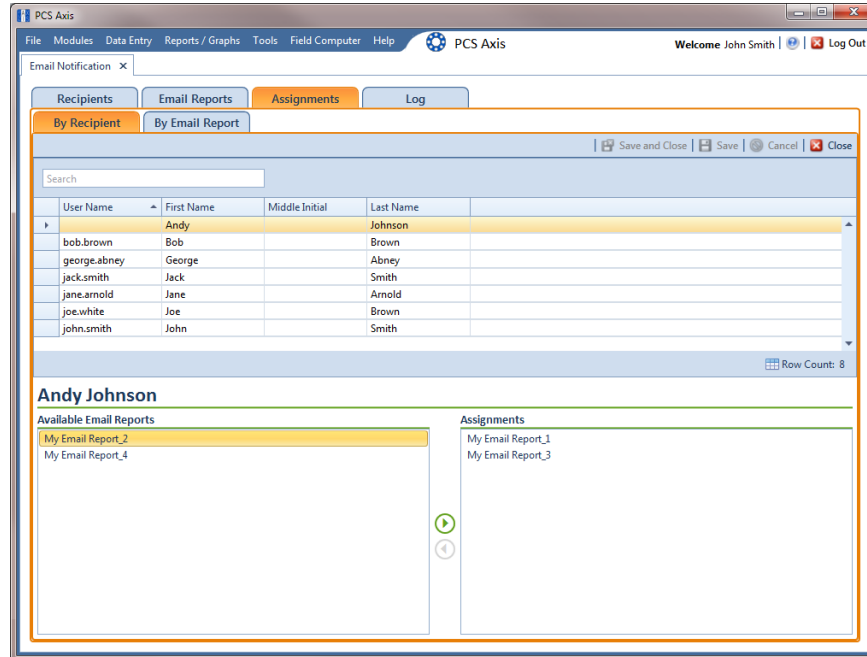 PCS Axis
File Modules Data Entry Reports / Graphs Tools Field Computer Help PCS Axis Welcome John Smith Log Out
Email Notification X
Recipients Email Reports Assignments Log
By Recipient By Email Report
Save and Close Save Cancel Close
Search
User Name First Name Middle Initial Last Name
Andy Johnson
bob.brown Bob Brown
george.abney George Abney
jack.smith Jack Smith
jane.arnold Jane Arnold
joe.white Joe Brown
john.smith John Smith
Row Count: 8
Andy Johnson
Available Email Reports Assignments
My Email Report_2 My Email Report_1
My Email Report_4 My Email Report_3